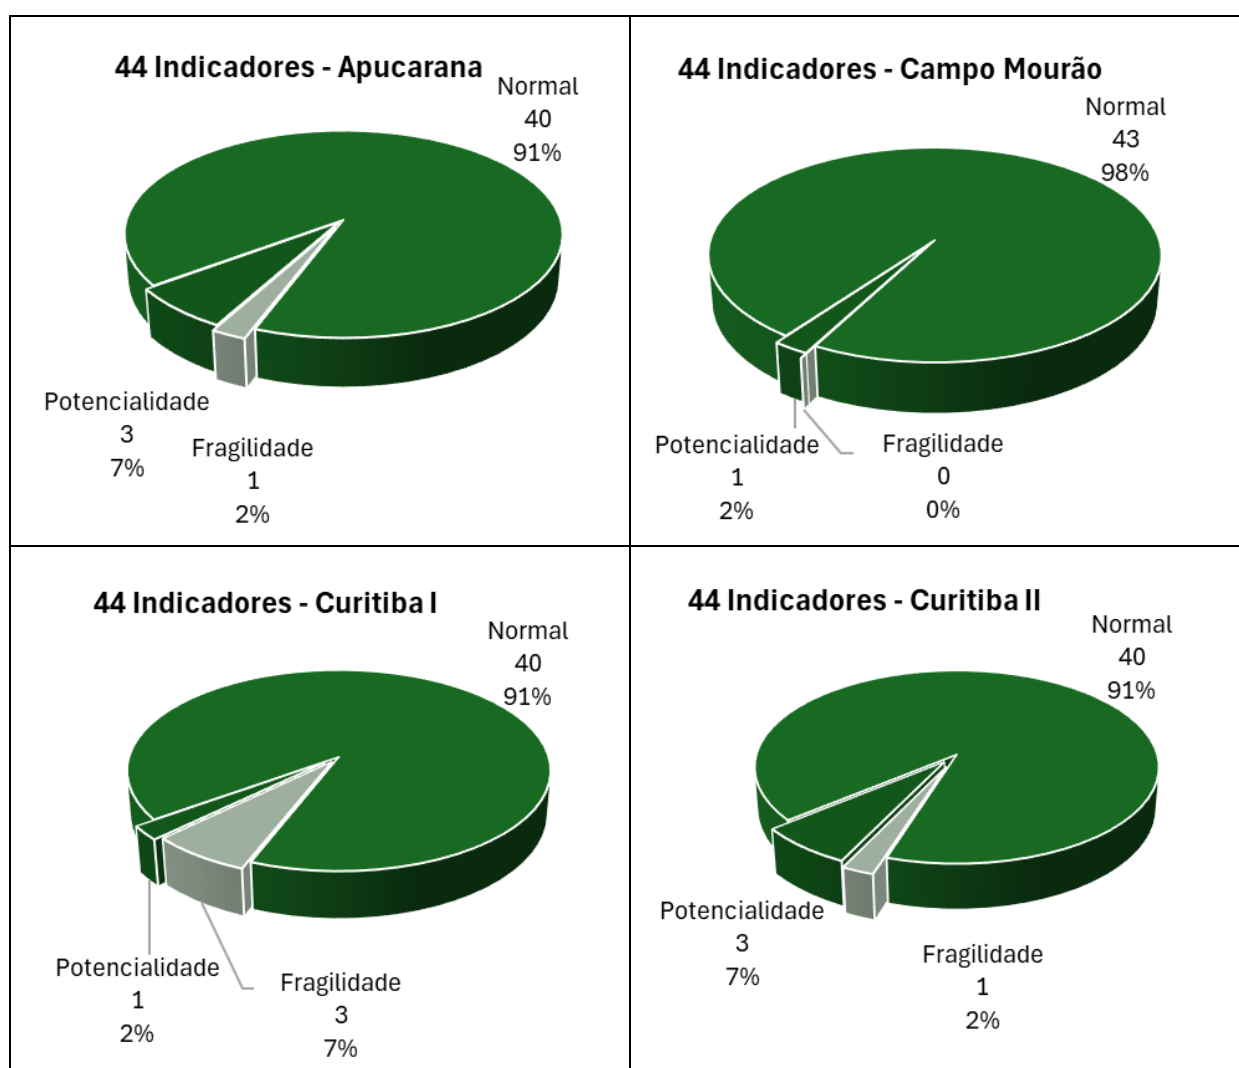 44 Indicadores - Apucarana
Normal
40
91%
Potencialidade
3
7%
Fragilidade
1
2%
44 Indicadores - Campo Mourão
Normal
43
98%
Potencialidade
1
2%
Fragilidade
0
0%
44 Indicadores - Curitiba I
Normal
40
91%
Potencialidade
1
2%
Fragilidade
3
7%
44 Indicadores - Curitiba II
Normal
40
91%
Potencialidade
3
7%
Fragilidade
1
2%